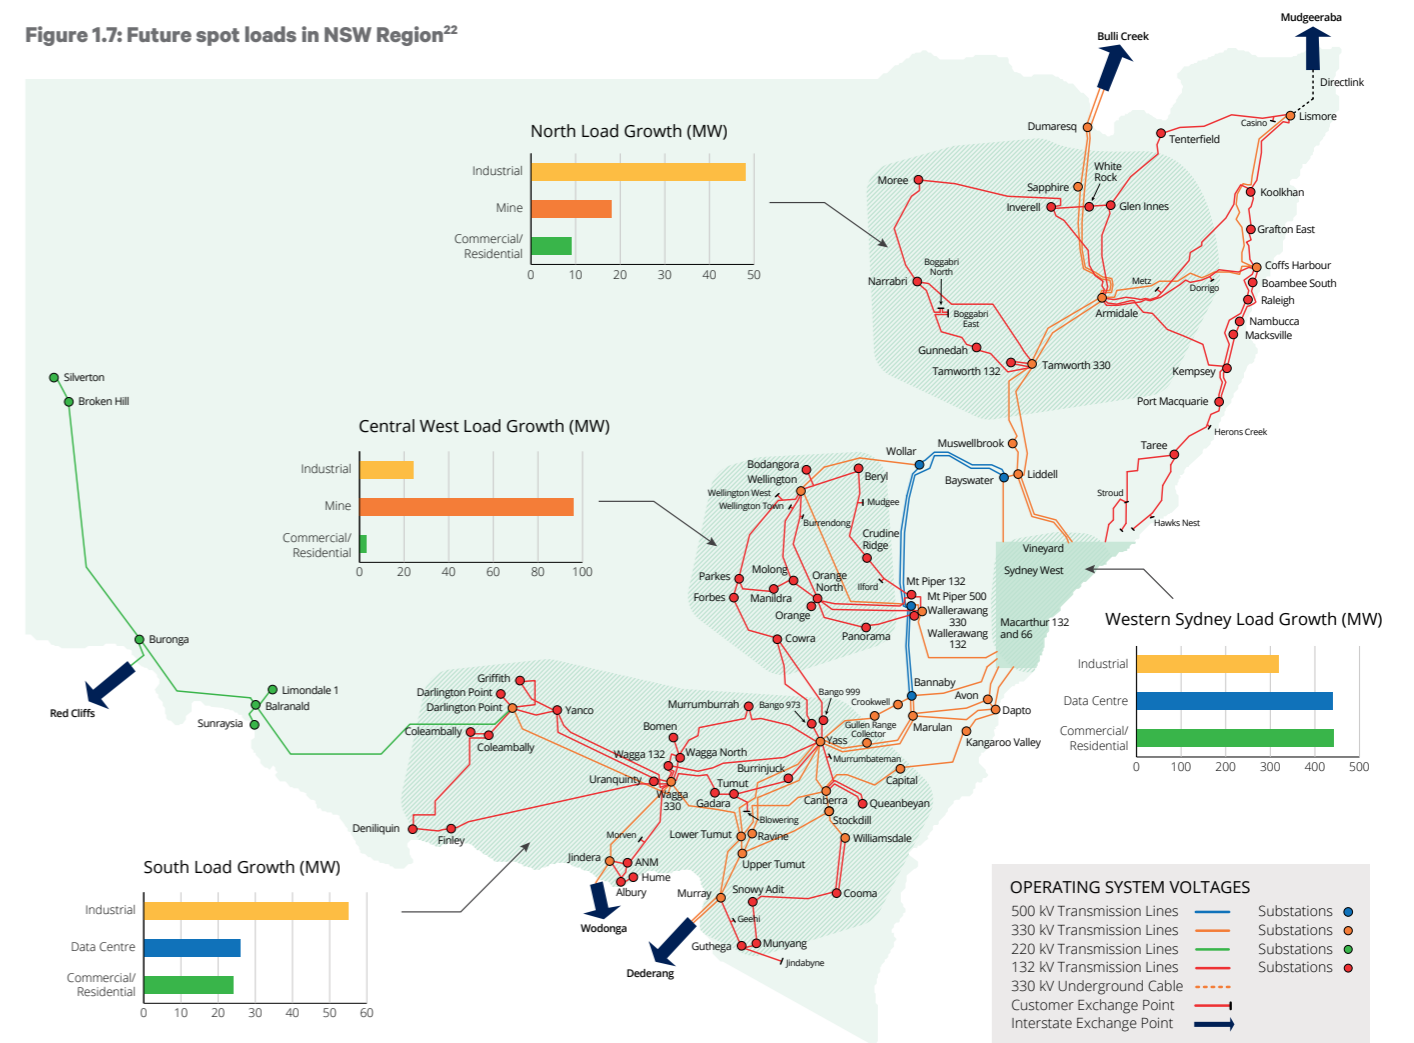 Figure 1.7: Future spot loads in NSW Region22
Mudgeeraba
Bulli Creek
Directlink
North Load Growth (MW)
Industrial
Mine
Commercial/
Residential
0 10 20 30 40 50
Dumaresq
Casino
Lismore
Tenterfield
White
Rock
Moree
Sapphire
Inverell
Glen Innes
Koolkhan
Grafton East
Boggabri
North
Narrabri
Metz
Dorrigo
Coffs Harbour
Boambee South
Raleigh
Boggabri
East
Armidale
Nambucca
Macksville
Gunnedah
Tamworth 132
Tamworth 330
Kempsey
Silverton
Broken Hill
Port Macquarie
Herons Creek
Central West Load Growth (MW)
Industrial
Mine
Commercial/
Residential
0 20 40 60 80 100
Muswellbrook
Taree
Wollar
Bodangora
Wellington
Beryl
Bayswater
Liddell
Wellington West
Wellington Town
Mudgee
Stroud
Burrendong
Hawks Nest
Crudine
Ridge
Vineyard
Sydney West
Parkes
Molong
Orange
North
Ilford
Mt Piper 132
Forbes
Manildra
Mt Piper 500
Orange
Wallerawang
330
Wallerawang
132
Macarthur 132
and 66
Panorama
Cowra
Western Sydney Load Growth (MW)
Industrial
Data Centre
Commercial/
Residential
0 100 200 300 400 500
Buronga
Red Cliffs
Limondale 1
Balranald
Sunraysia
Griffith
Darlington Point
Darlington Point
Yanco
Coleambally
Coleambally
Murrumburrah
Bango 973
Bango 999
Crookwell
Bannaby
Avon
Dapto
Gullen Range
Collector
Marulan
Kangaroo Valley
Bomen
Wagga 132
Wagga North
Yass
Murrumbateman
Uranquinty
Burrinjuck
Capital
Wagga
330
Tumut
Gadara
Canberra
Queanbeyan
Deniliquin
Finley
Blowering
Stockdill
Morven
Lower Tumut
Ravine
Williamsdale
Jindera
ANM
Upper Tumut
Hume
Albury
Murray
Snowy Adit
Cooma
Wodonga
Geehi
Guthega
Munyang
Jindabyne
Dederang
South Load Growth (MW)
Industrial
Data Centre
Commercial/
Residential
0 10 20 30 40 50 60
OPERATING SYSTEM VOLTAGES
500 kV Transmission Lines Substations
330 kV Transmission Lines Substations
220 kV Transmission Lines Substations
132 kV Transmission Lines Substations
330 kV Underground Cable
Customer Exchange Point
Interstate Exchange Point